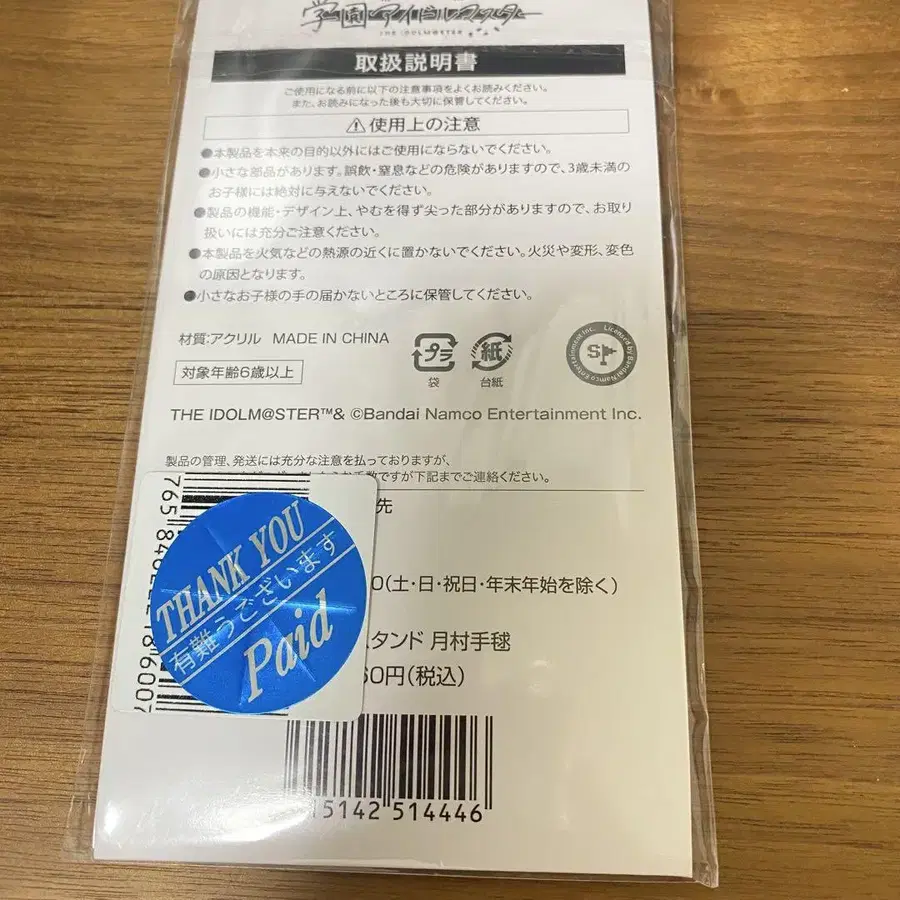 学園アイドルマスター
THE IDOLM@STER
取扱説明書
ご使用になる前に以下の注意事項をよくお読みください。
また、お読みになった後も大切に保管してください。
⚠使用上の注意
●本製品を本来の目的以外にはご使用にならないでください。
●小さな部品があります。誤飲・窒息などの危険がありますので、3歳未満の
お子様には絶対に与えないでください。
●製品の機能・デザイン上、やむを得ず尖った部分がありますので、お取り
扱いには充分ご注意ください。
●本製品を火気などの熱源の近くに置かないでください。火災や変形、変色
の原因となります。
●小さなお子様の手の届かないところに保管してください。
材質:アクリル MADE IN CHINA
プラ
袋
紙
台紙
Licensed by Bandai Namco Entertainment Inc.
対象年齢6歳以上
THE IDOLM@STER™& ©Bandai Namco Entertainment Inc.
製品の管理、発送には充分な注意を払っておりますが、
手数ですが下記までご連絡ください。
先
0(土・日・祝日・年末年始を除く)
スタンド 月村手毬
60円(税込)
THANK YOU
有難うございます
Paid
15142 514446